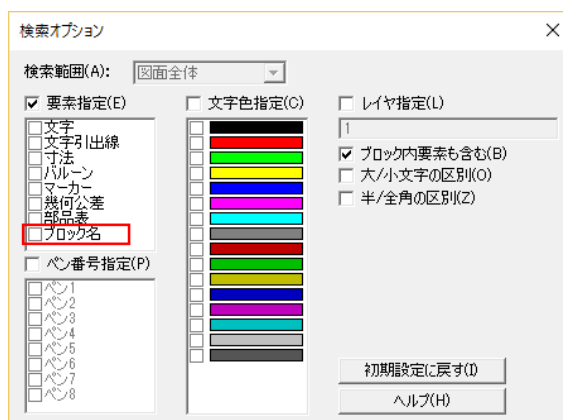 検索オプション
検索範囲(A): 図面全体
要素指定(E)
文字
文字引出線
寸法
バルーン
マーカー
幾何公差
部品表
ブロック名
ペン番号指定(P)
ペン1
ペン2
ペン3
ペン4
ペン5
ペン6
ペン7
ペン8
文字色指定(C)
レイヤ指定(L)
1
ブロック内要素も含む(B)
大/小文字の区別(O)
半/全角の区別(Z)
初期設定に戻す(I)
ヘルプ(H)